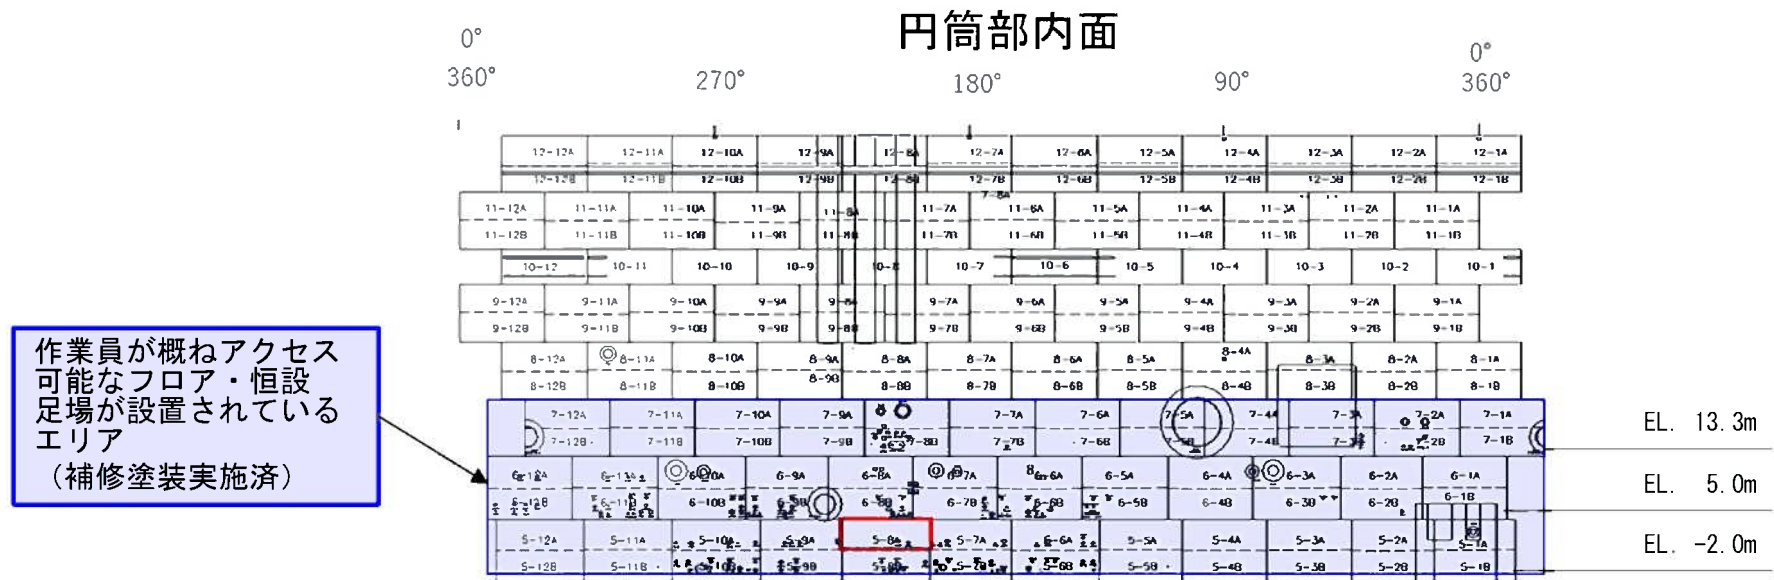 円筒部内面
0° 0°
360° 270° 180° 90° 360°
12-12A 12-11A 12-10A 12-9A 12-8A 12-7A 12-6A 12-5A 12-4A 12-3A 12-2A 12-1A
12-12B 12-11B 12-10B 12-9B 12-8B 12-7B 12-6B 12-5B 12-4B 12-3B 12-2B 12-1B
7-8A
11-12A 11-11A 11-10A 11-9A 11-8A 11-7A 11-6A 11-5A 11-4A 11-3A 11-2A 11-1A
11-12B 11-11B 11-10B 11-9B 11-8B 11-7B 11-6B 11-5B 11-4B 11-3B 11-2B 11-1B
10-12 10-11 10-10 10-9 10-8 10-7 10-6 10-5 10-4 10-3 10-2 10-1
9-12A 9-11A 9-10A 9-9A 9-8A 9-7A 9-6A 9-5A 9-4A 9-3A 9-2A 9-1A
9-12B 9-11B 9-10B 9-9B 9-8B 9-7B 9-6B 9-5B 9-4B 9-3B 9-2B 9-1B
8-12A 8-11A 8-10A 8-9A 8-8A 8-7A 8-6A 8-5A 8-4A 8-3A 8-2A 8-1A
8-12B 8-11B 8-10B 8-9B 8-8B 8-7B 8-6B 8-5B 8-4B 8-3B 8-2B 8-1B
作業員が概ねアクセス
可能なフロア・恒設
足場が設置されている
エリア
（補修塗装実施済）
7-12A 7-11A 7-10A 7-9A 7-7A 7-6A 7-5A 7-4A 7-3A 7-2A 7-1A
7-12B 7-11B 7-10B 7-9B 7-8B 7-7B 7-6B 7-5B 7-4B 7-2B 7-1B
EL. 13.3m
6-12A 6-11A 6-10A 6-9A 6-8A 6-7A 6-6A 6-5A 6-4A 6-3A 6-2A 6-1A
6-12B 6-11B 6-10B 6-9B 6-8B 6-7B 6-6B 6-5B 6-4B 6-3B 6-2B 6-1B
EL. 5.0m
5-12A 5-11A 5-10A 5-9A 5-8A 5-7A 5-6A 5-5A 5-4A 5-3A 5-2A 5-1A
5-12B 5-11B 5-10B 5-9B 5-8B 5-7B 5-6B 5-5B 5-4B 5-3B 5-2B 5-1B
EL. -2.0m